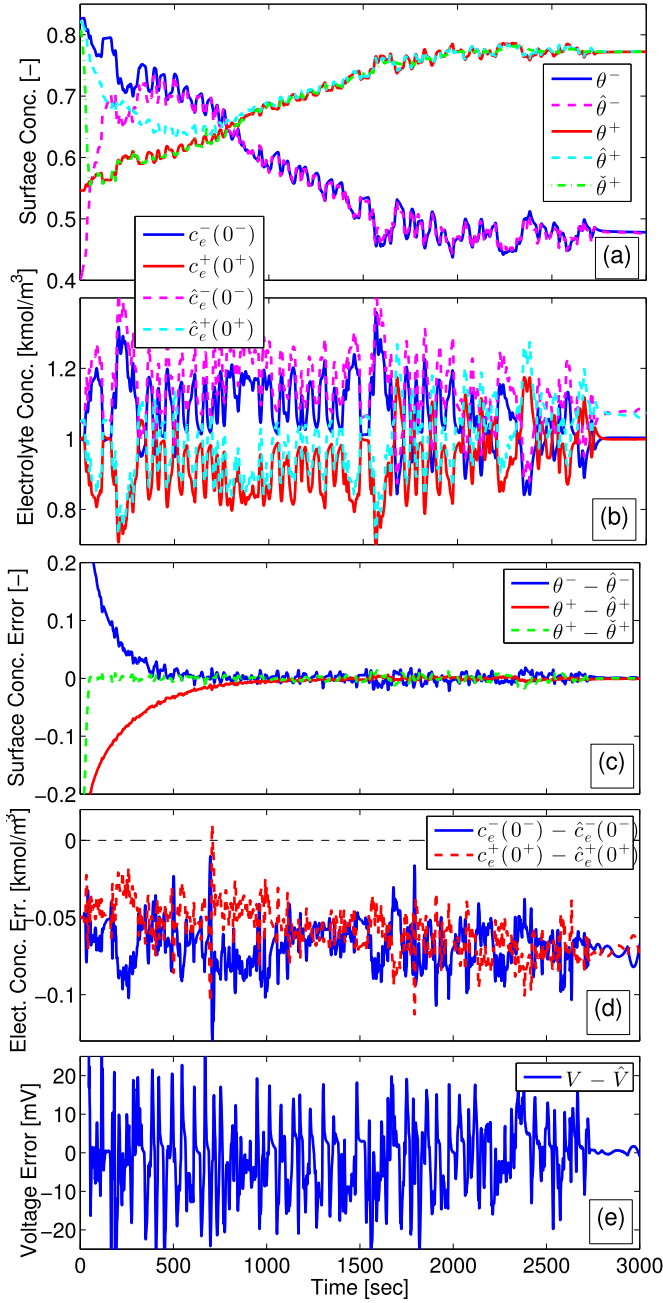 0.8
0.7
0.6
0.5
0.4
Surface Conc. [−]
θ⁻
θ̂⁻
θ⁺
θ̂⁺
θ̌⁺
(a)
c_e⁻(0⁻)
c_e⁺(0⁺)
ĉ_e⁻(0⁻)
ĉ_e⁺(0⁺)
1.2
1
0.8
Electrolyte Conc. [kmol/m³]
(b)
0.2
0.1
0
−0.1
−0.2
Surface Conc. Error [−]
θ⁻ − θ̂⁻
θ⁺ − θ̂⁺
θ⁺ − θ̌⁺
(c)
0
−0.05
−0.1
Elect. Conc. Err. [kmol/m³]
c_e⁻(0⁻) − ĉ_e⁻(0⁻)
c_e⁺(0⁺) − ĉ_e⁺(0⁺)
(d)
20
10
0
−10
−20
Voltage Error [mV]
V − V̂
(e)
0 500 1000 1500 2000 2500 3000
Time [sec]